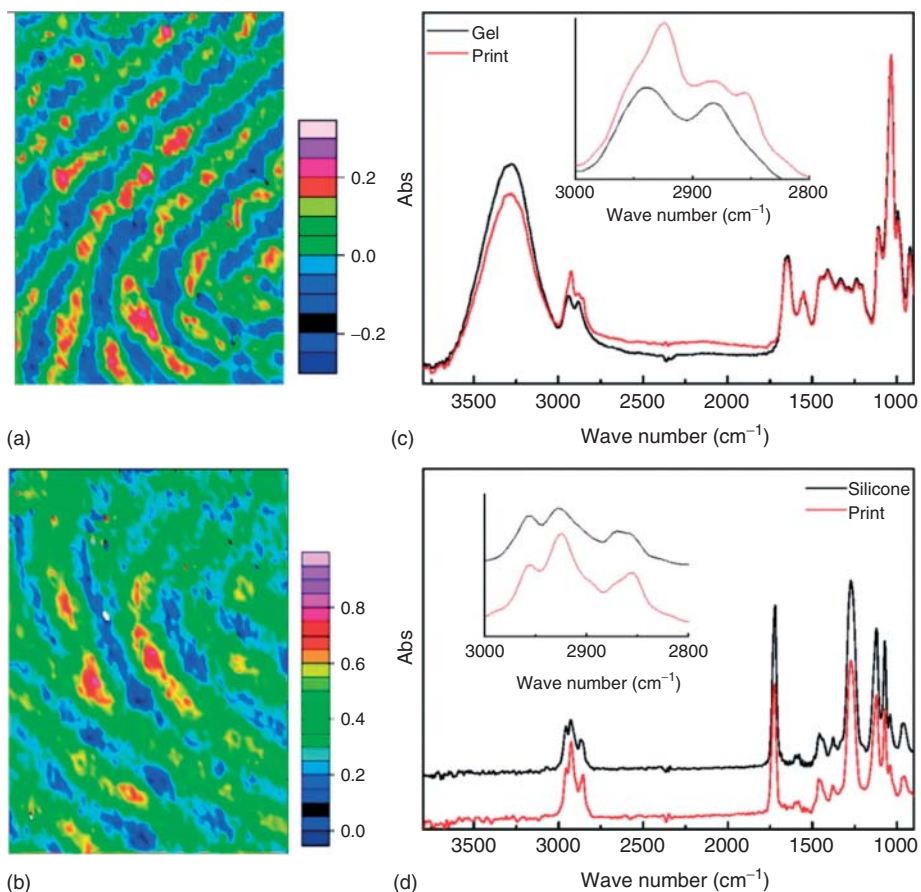 0.2
0.0
−0.2
(a)
Gel
Print
Abs
3000 2900 2800
Wave number (cm⁻¹)
3500 3000 2500 2000 1500 1000
Wave number (cm⁻¹)
(c)
0.8
0.6
0.4
0.2
0.0
(b)
Silicone
Print
Abs
3000 2900 2800
Wave number (cm⁻¹)
3500 3000 2500 2000 1500 1000
Wave number (cm⁻¹)
(d)